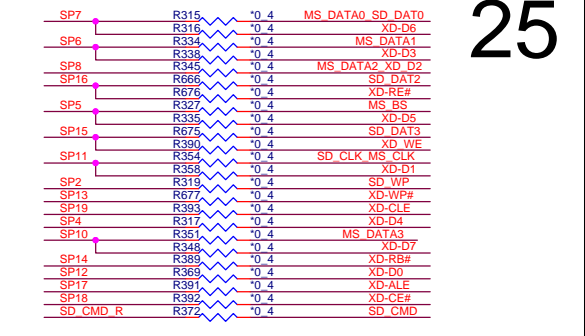 25
SP7 R315 *0_4 MS_DATA0_SD_DAT0
R316 *0_4 XD-D6
SP6 R334 *0_4 MS_DATA1
R338 *0_4 XD-D3
SP8 R345 *0_4 MS_DATA2_XD_D2
SP16 R666 *0_4 SD_DAT2
R676 *0_4 XD-RE#
SP5 R327 *0_4 MS_BS
R335 *0_4 XD-D5
SP15 R675 *0_4 SD_DAT3
R390 *0_4 XD_WE
SP11 R354 *0_4 SD_CLK_MS_CLK
R358 *0_4 XD-D1
SP2 R319 *0_4 SD_WP
SP13 R677 *0_4 XD-WP#
SP19 R393 *0_4 XD-CLE
SP4 R317 *0_4 XD-D4
SP10 R351 *0_4 MS_DATA3
R348 *0_4 XD-D7
SP14 R389 *0_4 XD-RB#
SP12 R369 *0_4 XD-D0
SP17 R391 *0_4 XD-ALE
SP18 R392 *0_4 XD-CE#
SD_CMD_R R372 *0_4 SD_CMD